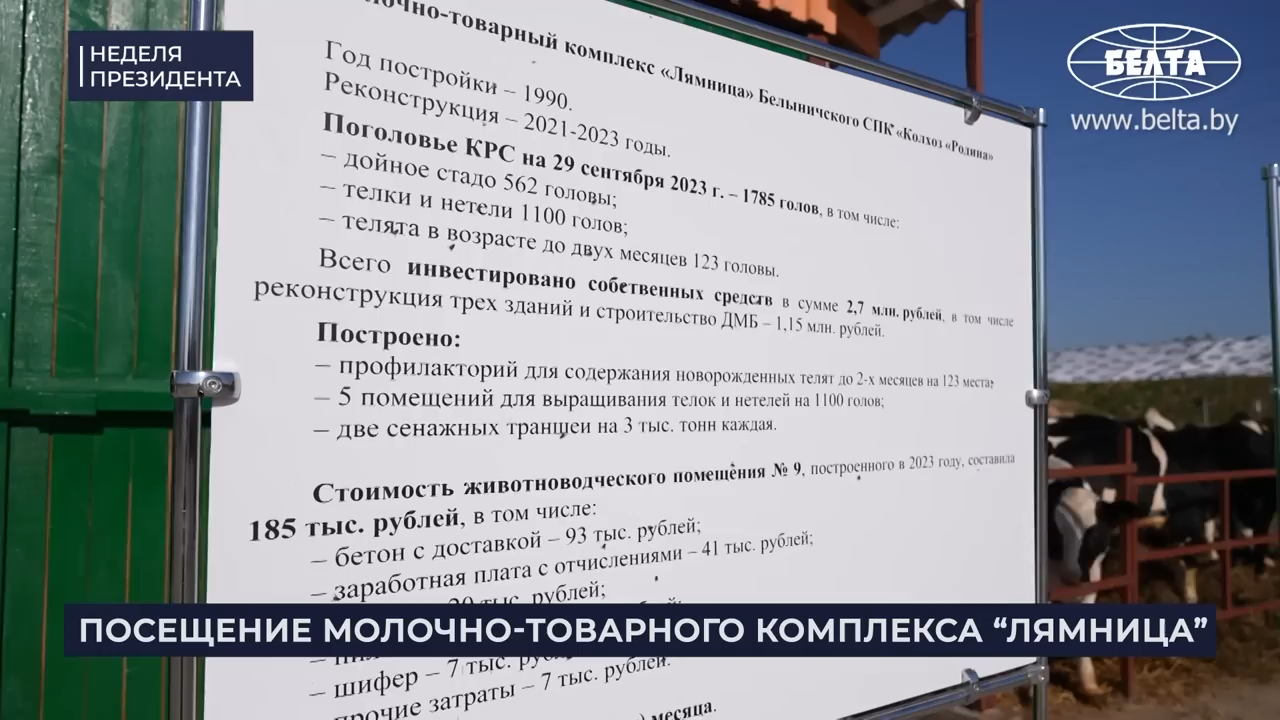 НЕДЕЛЯ
ПРЕЗИДЕНТА
БЕЛТА
www.belta.by
товарный комплекс «Лямница» Белыничского СПК «Колхоз «Родина»
Год постройки – 1990.
Реконструкция – 2021-2023 годы.
Поголовье КРС на 29 сентября 2023 г. – 1785 голов, в том числе:
– дойное стадо 562 головы;
– телки и нетели 1100 голов;
– телята в возрасте до двух месяцев 123 головы.
Всего инвестировано собственных средств в сумме 2,7 млн. рублей, в том числе
реконструкция трех зданий и строительство ДМБ – 1,15 млн. рублей.
Построено:
– профилакторий для содержания новорожденных телят до 2-х месяцев на 123 места;
– 5 помещений для выращивания телок и нетелей на 1100 голов;
– две сенажных траншеи на 3 тыс. тонн каждая.
Стоимость животноводческого помещения № 9, построенного в 2023 году, составила
185 тыс. рублей, в том числе:
– бетон с доставкой – 93 тыс. рублей;
– заработная плата с отчислениями – 41 тыс. рублей;
тыс. рублей;
ПОСЕЩЕНИЕ МОЛОЧНО-ТОВАРНОГО КОМПЛЕКСА “ЛЯМНИЦА”
– шифер – 7 тыс.
прочие затраты – 7 тыс. рублей.
месяца.